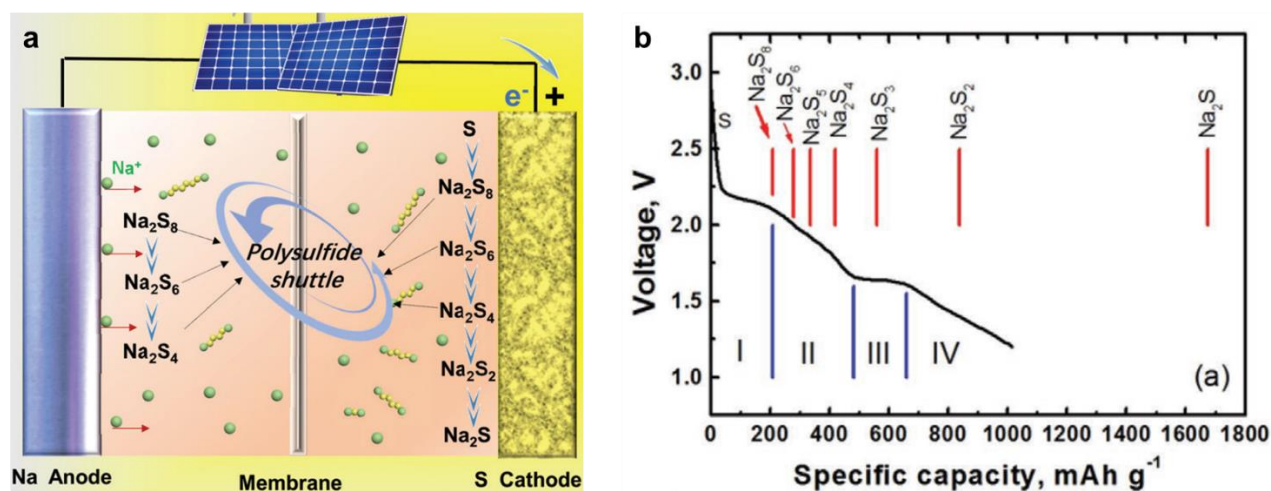 a
e⁻ +
Na⁺
S
Na₂S₈
Na₂S₆
Na₂S₄
Na₂S₂
Na₂S
Na₂S₈
Na₂S₆
Na₂S₄
Polysulfide
shuttle
Na Anode
Membrane
S Cathode
b
Voltage, V
3.0
2.5
2.0
1.5
1.0
S
Na₂S₈
Na₂S₆
Na₂S₅
Na₂S₄
Na₂S₃
Na₂S₂
Na₂S
I II III IV
(a)
0 200 400 600 800 1000 1200 1400 1600 1800
Specific capacity, mAh g⁻¹